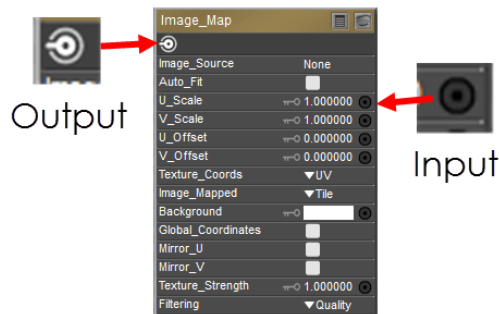 Image_Map
Output
Input
Image_Source None
Auto_Fit
U_Scale 1.000000
V_Scale 1.000000
U_Offset 0.000000
V_Offset 0.000000
Texture_Coords ▼UV
Image_Mapped ▼Tile
Background
Global_Coordinates
Mirror_U
Mirror_V
Texture_Strength 1.000000
Filtering ▼Quality